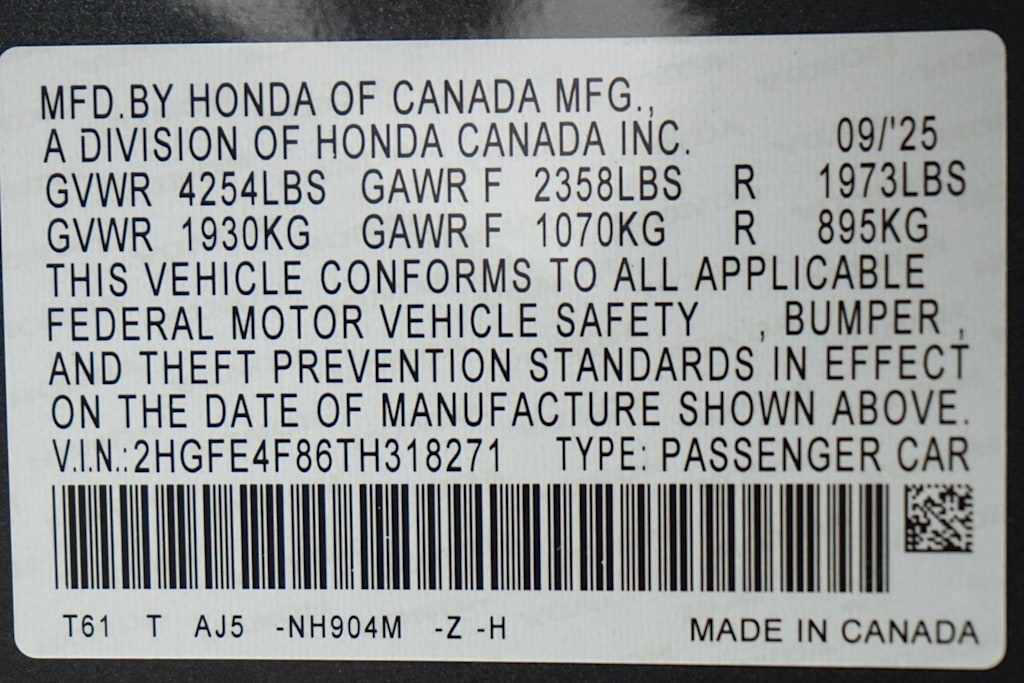 MFD.BY HONDA OF CANADA MFG.,
A DIVISION OF HONDA CANADA INC. 09/'25
GVWR 4254LBS GAWR F 2358LBS R 1973LBS
GVWR 1930KG GAWR F 1070KG R 895KG
THIS VEHICLE CONFORMS TO ALL APPLICABLE
FEDERAL MOTOR VEHICLE SAFETY , BUMPER ,
AND THEFT PREVENTION STANDARDS IN EFFECT
ON THE DATE OF MANUFACTURE SHOWN ABOVE.
V.I.N.:2HGFE4F86TH318271 TYPE: PASSENGER CAR
T61 T AJ5 -NH904M -Z -H MADE IN CANADA